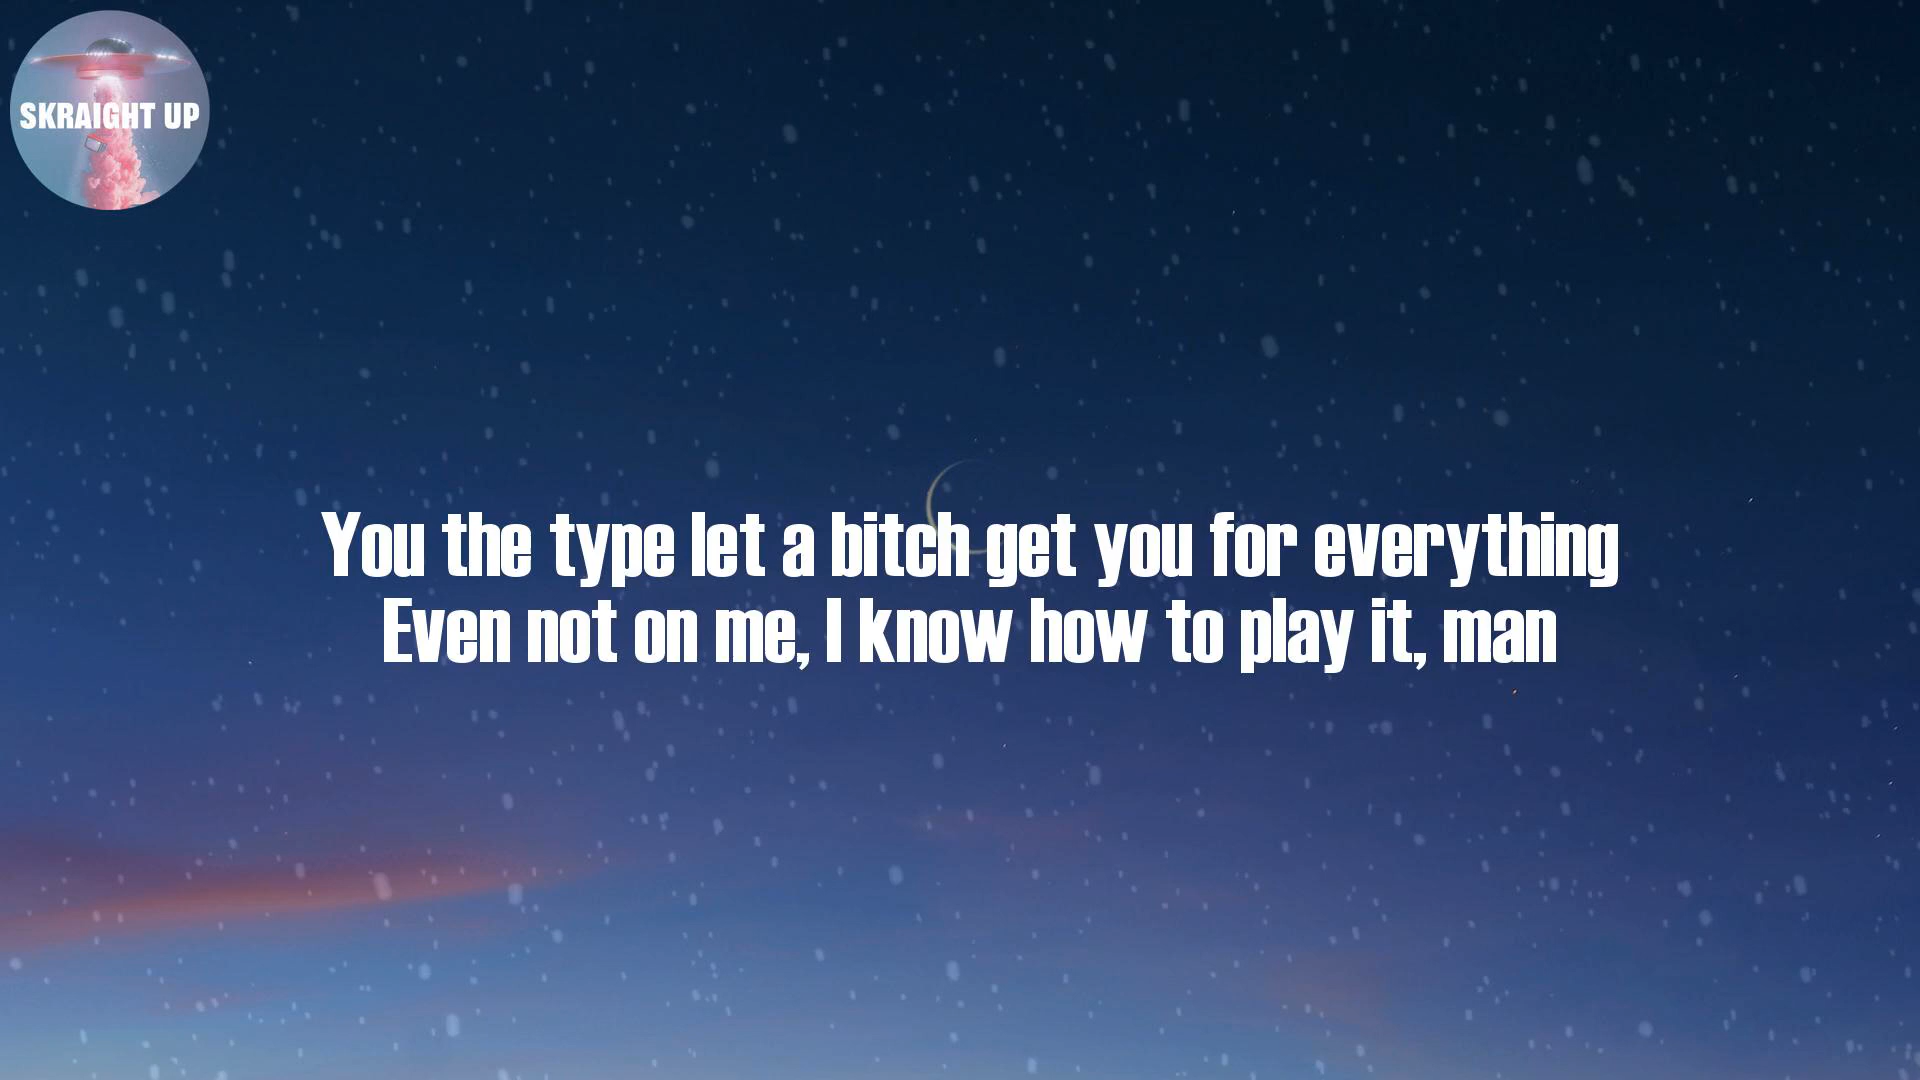 SKRAIGHT UP
You the type let a bitch get you for everything
Even not on me, I know how to play it, man